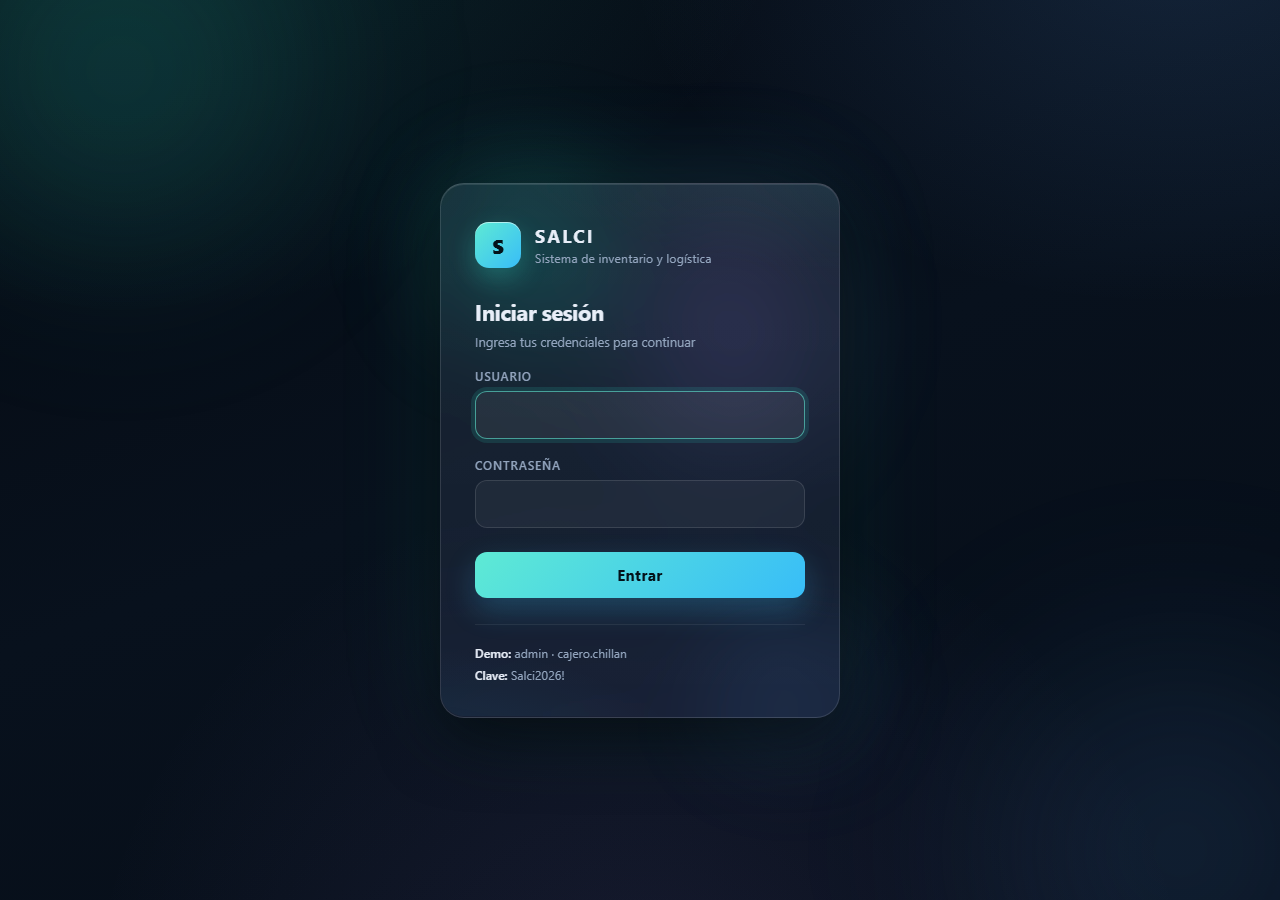 S
SALCI
Sistema de inventario y logística
Iniciar sesión
Ingresa tus credenciales para continuar
USUARIO
CONTRASEÑA
Entrar
Demo: admin · cajero.chillan
Clave: Salci2026!